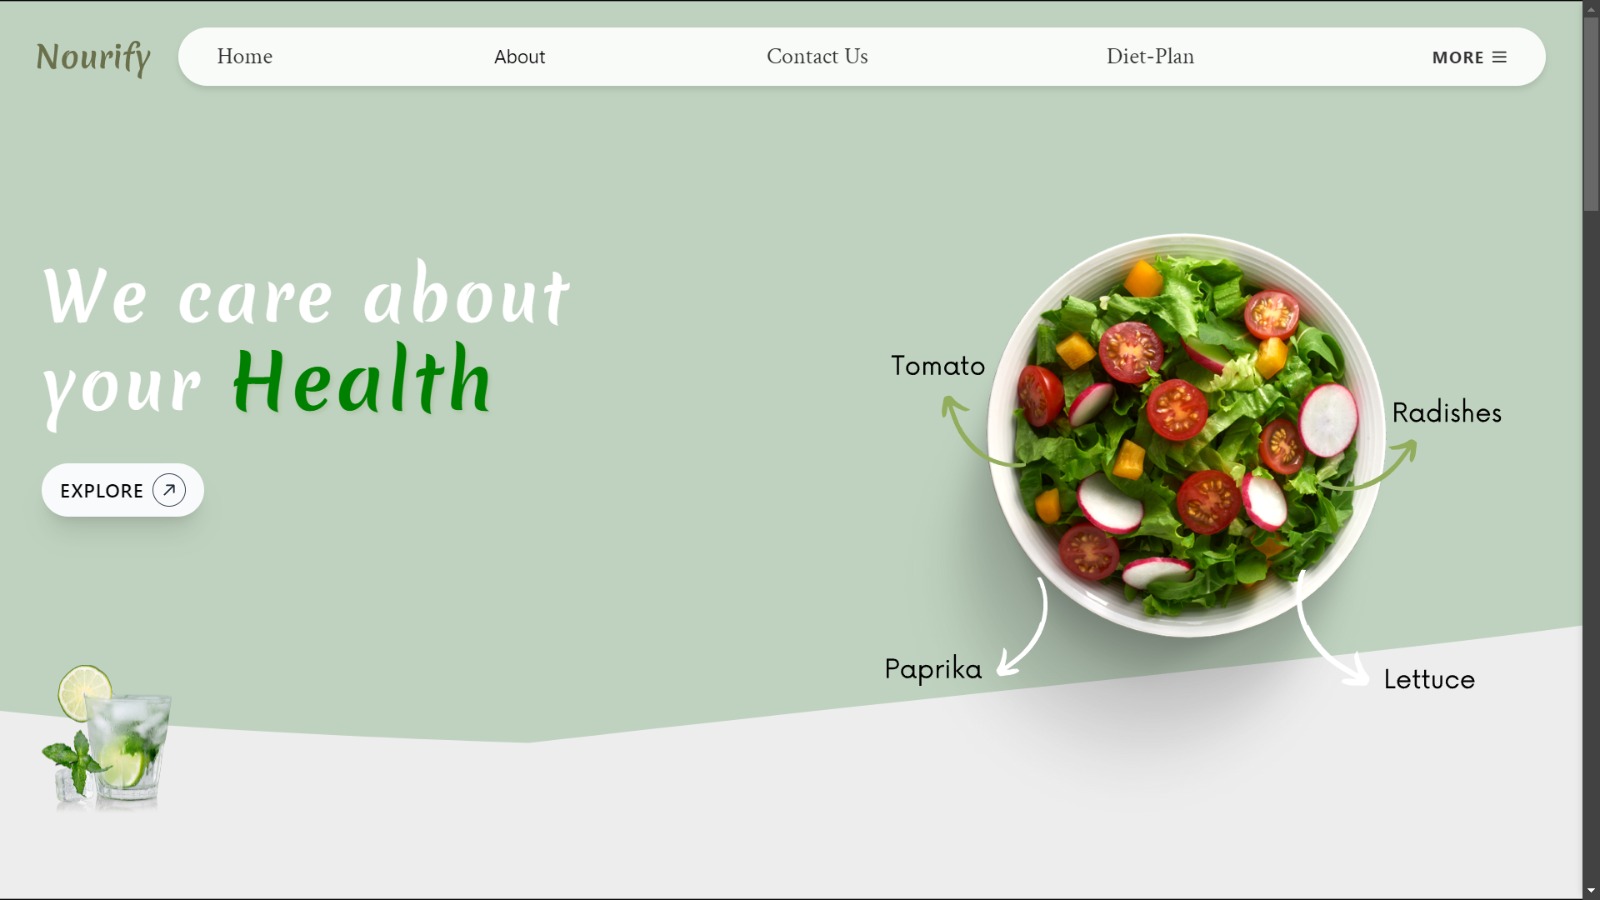 Nourify
Home
About
Contact Us
Diet-Plan
MORE
We care about
your Health
EXPLORE
Tomato
Radishes
Paprika
Lettuce